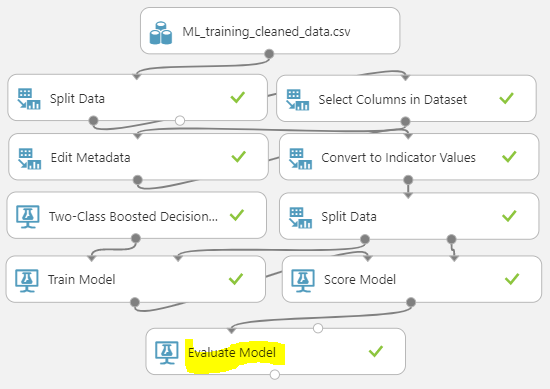 ML_training_cleaned_data.csv
Split Data
Select Columns in Dataset
Edit Metadata
Convert to Indicator Values
Two-Class Boosted Decision...
Split Data
Train Model
Score Model
Evaluate Model